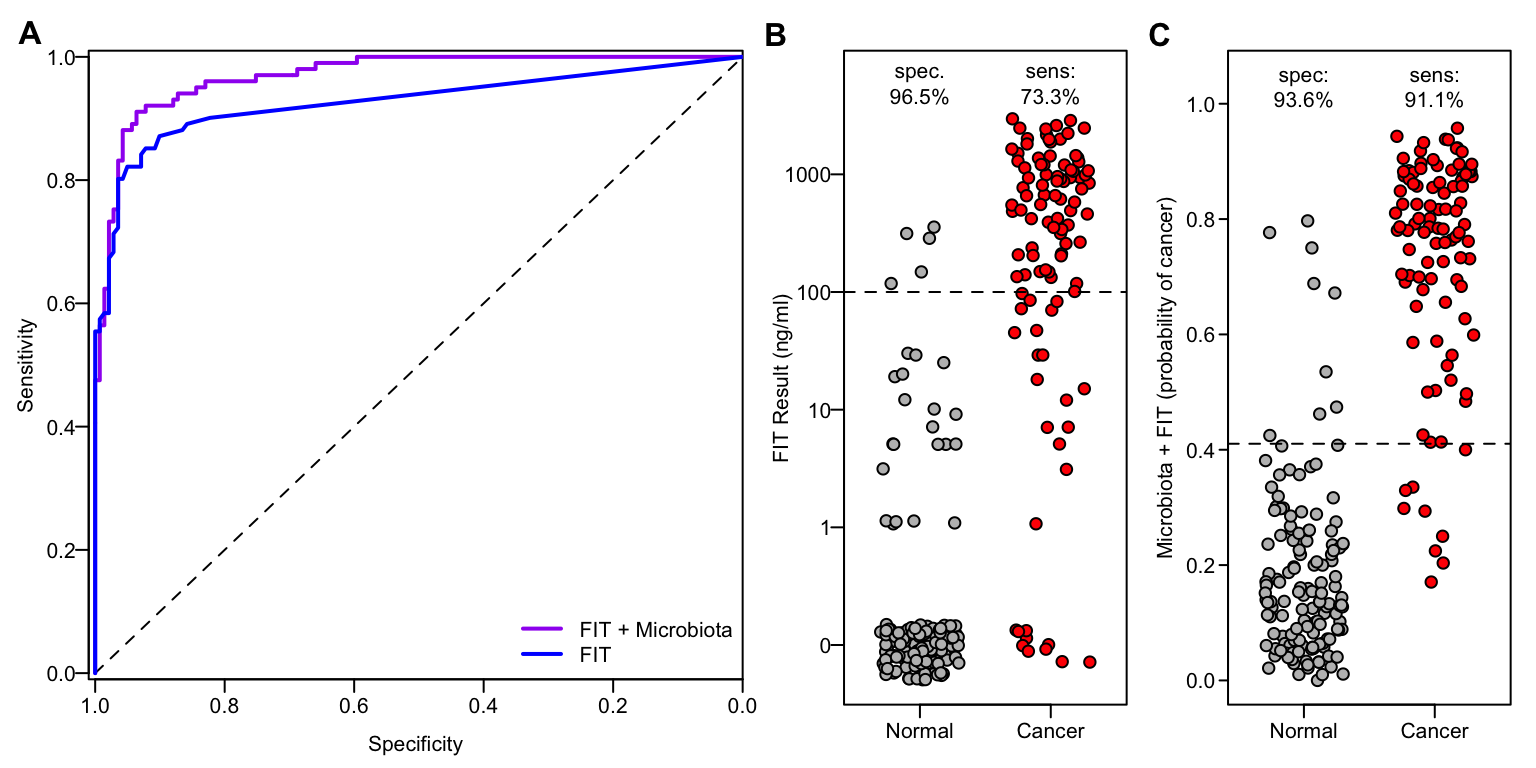 A
1.0
0.8
0.6
0.4
0.2
0.0
Sensitivity
1.0
0.8
0.6
0.4
0.2
0.0
Specificity
FIT + Microbiota
FIT
B
spec.
96.5%
sens:
73.3%
1000
100
10
1
0
FIT Result (ng/ml)
Normal
Cancer
C
spec:
93.6%
sens:
91.1%
1.0
0.8
0.6
0.4
0.2
0.0
Microbiota + FIT (probability of cancer)
Normal
Cancer